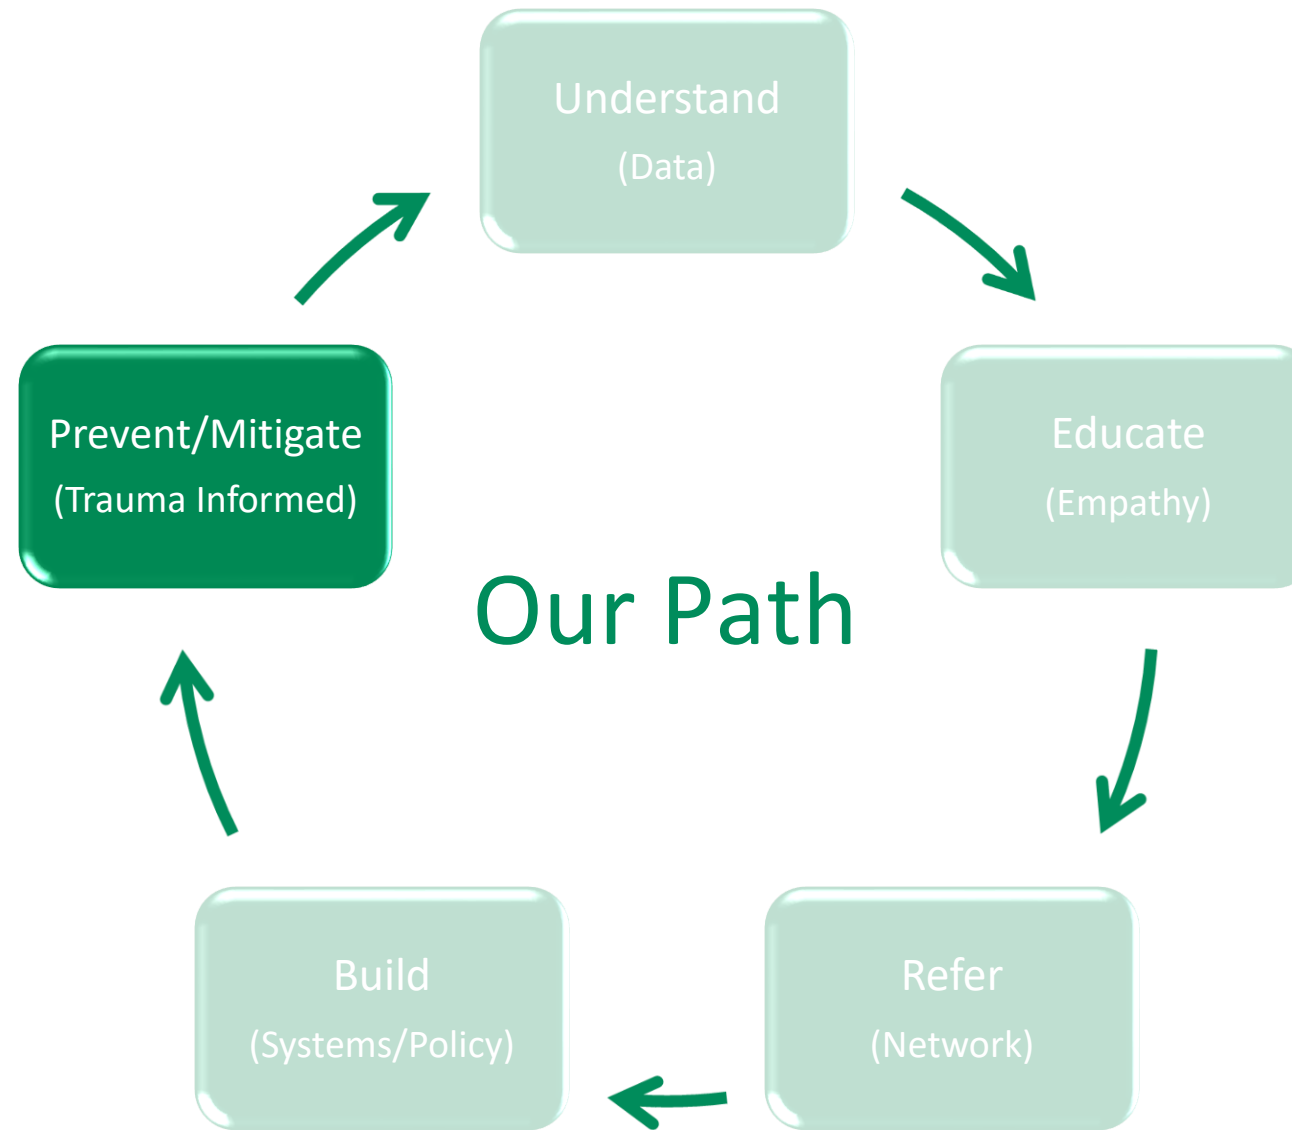 Understand
(Data)
Educate
(Empathy)
Refer
(Network)
Build
(Systems/Policy)
Prevent/Mitigate
(Trauma Informed)
Our Path